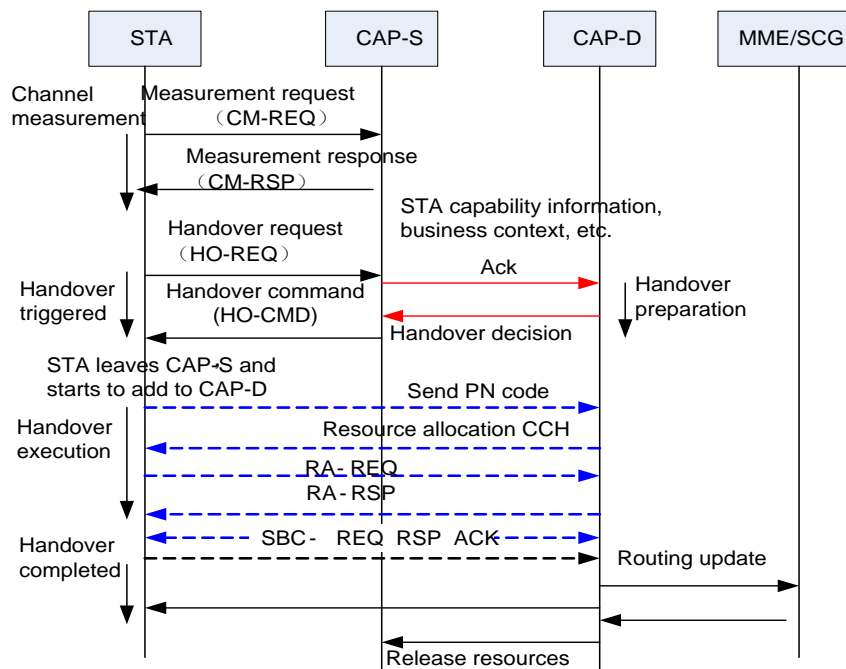 STA CAP-S CAP-D MME/SCG
Channel
measurement
Measurement request
（CM-REQ）
Measurement response
（CM-RSP）
STA capability information,
business context, etc.
Handover request
（HO-REQ）
Ack
Handover
triggered
Handover command
(HO-CMD)
Handover
preparation
Handover decision
STA leaves CAP-S and
starts to add to CAP-D
Send PN code
Handover
execution
Resource allocation CCH
RA-REQ
RA-RSP
SBC- REQ RSP ACK
Handover
completed
Routing update
Release resources